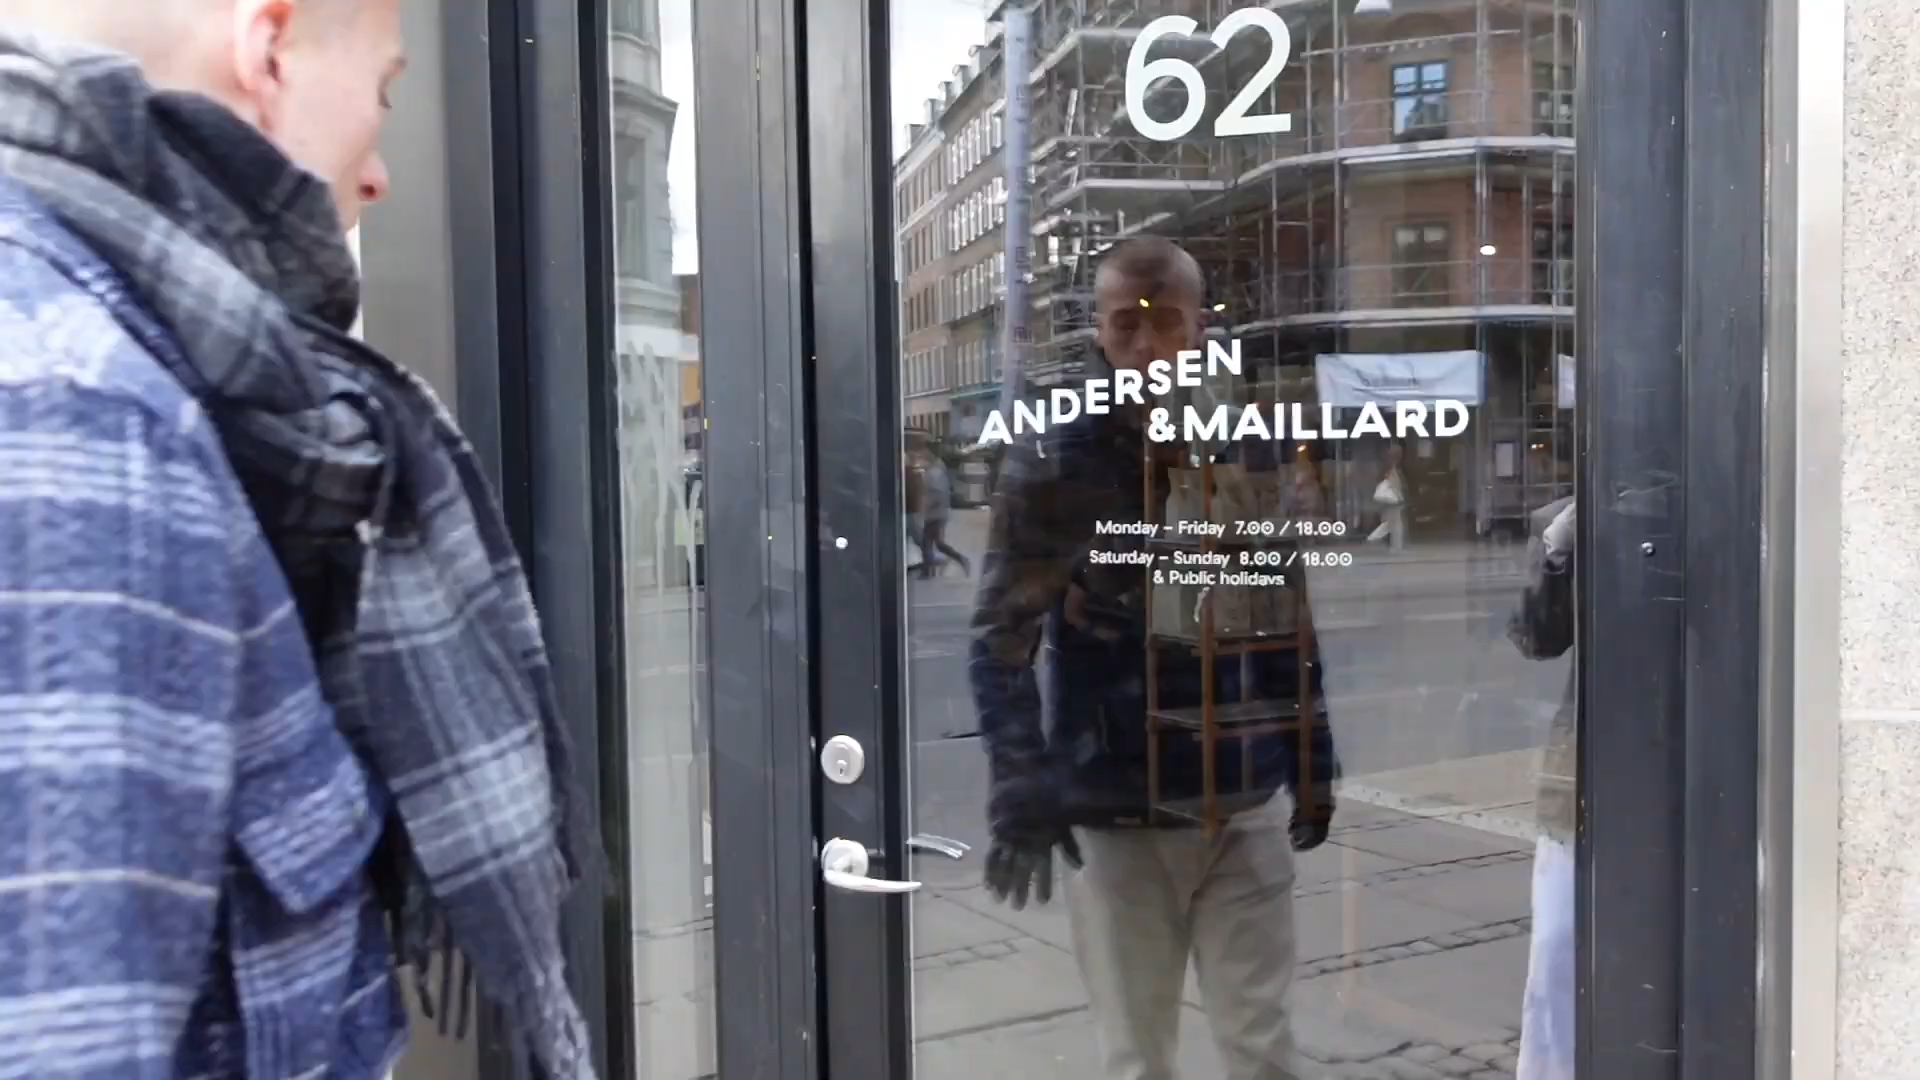 62
ANDERSEN
&MAILLARD
Monday – Friday 7.00 / 18.00
Saturday – Sunday 8.00 / 18.00
& Public holidays